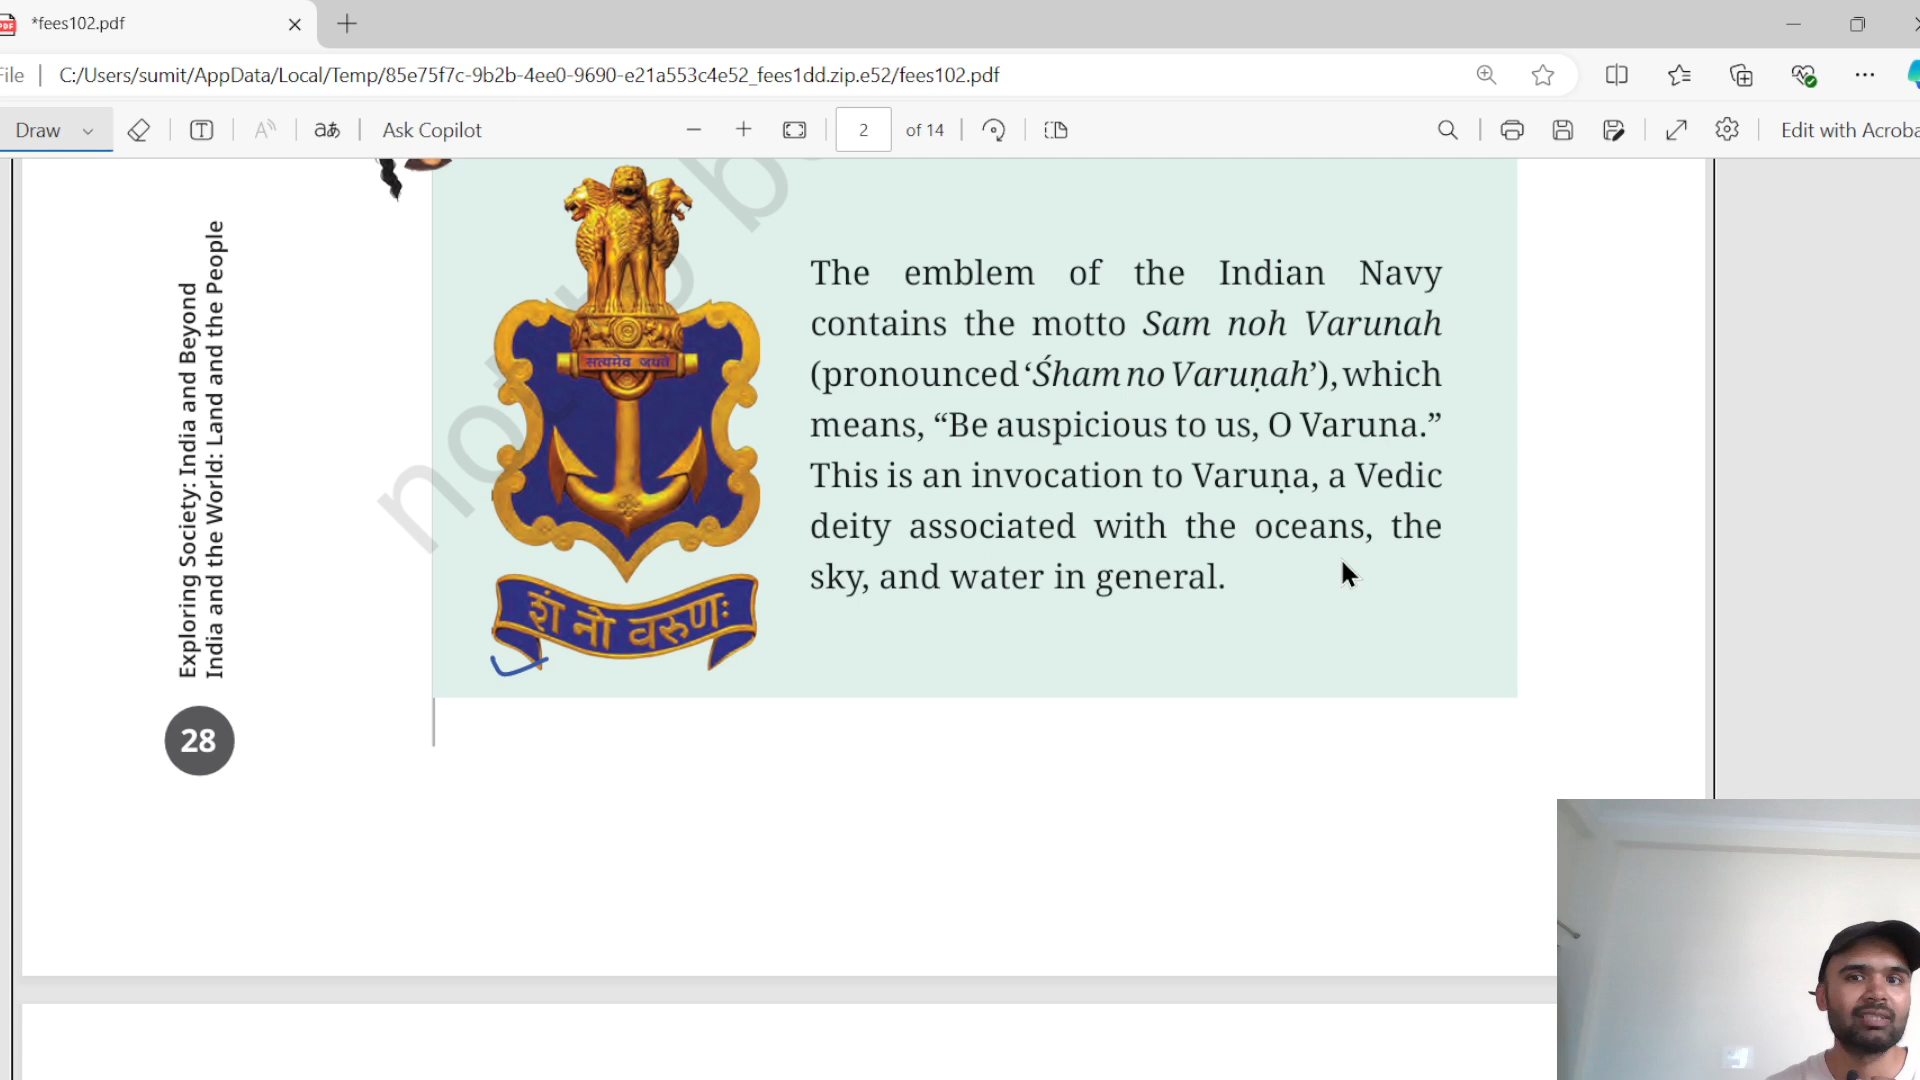 *fees102.pdf
File
C:/Users/sumit/AppData/Local/Temp/85e75f7c-9b2b-4ee0-9690-e21a553c4e52_fees1dd.zip.e52/fees102.pdf
Draw
aあ
Ask Copilot
2 of 14
Edit with Acroba
Exploring Society: India and Beyond
India and the World: Land and the People
28
सत्यमेव जयते
शं नो वरुणः
The emblem of the Indian Navy
contains the motto Sam noh Varunah
(pronounced ‘Śham no Varuṇah’), which
means, “Be auspicious to us, O Varuna.”
This is an invocation to Varuṇa, a Vedic
deity associated with the oceans, the
sky, and water in general.